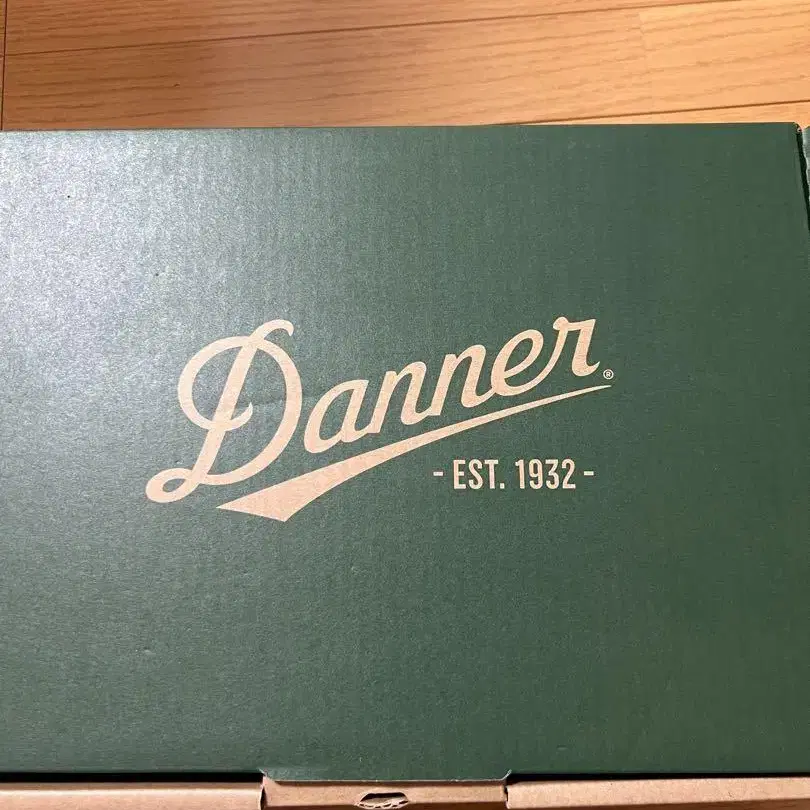 Danner®
- EST. 1932 -